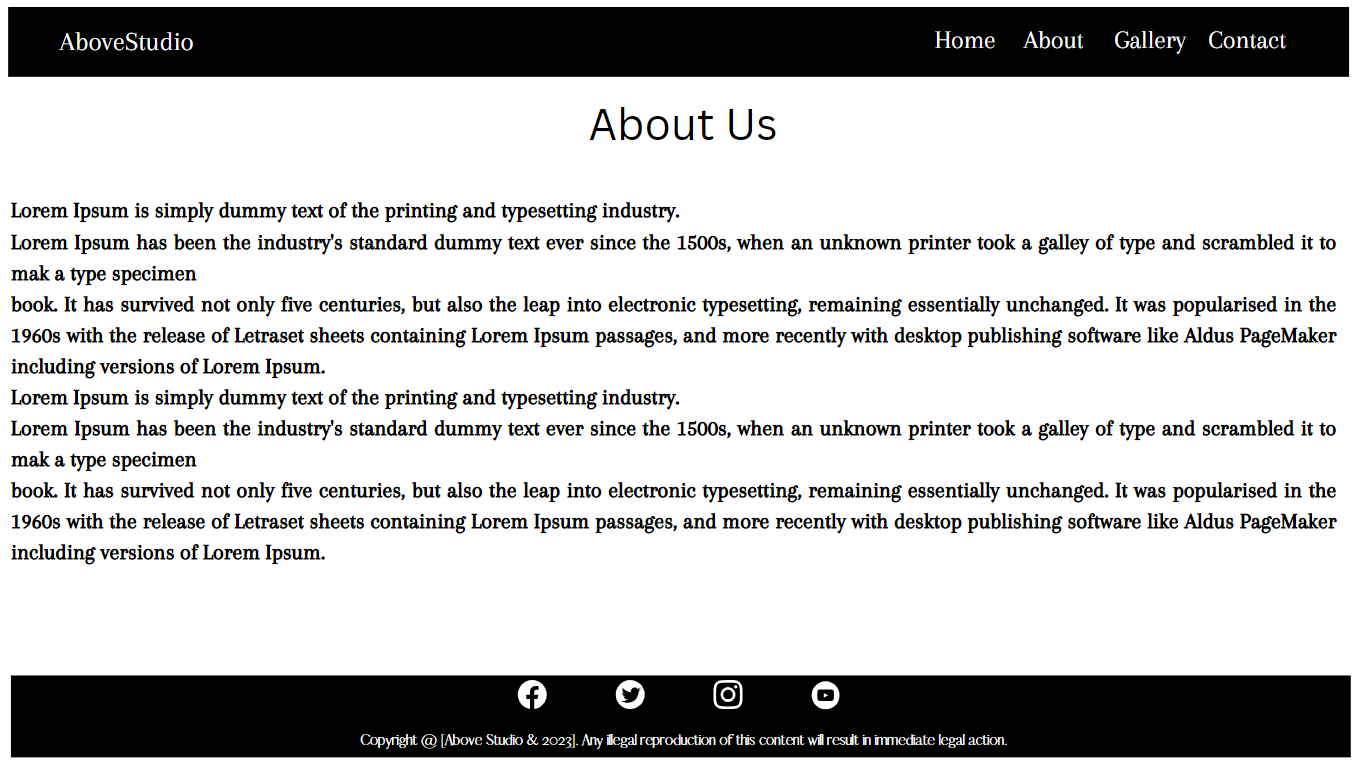 AboveStudio
Home About Gallery Contact
About Us
Lorem Ipsum is simply dummy text of the printing and typesetting industry.
Lorem Ipsum has been the industry's standard dummy text ever since the 1500s, when an unknown printer took a galley of type and scrambled it to
mak a type specimen
book. It has survived not only five centuries, but also the leap into electronic typesetting, remaining essentially unchanged. It was popularised in the
1960s with the release of Letraset sheets containing Lorem Ipsum passages, and more recently with desktop publishing software like Aldus PageMaker
including versions of Lorem Ipsum.
Lorem Ipsum is simply dummy text of the printing and typesetting industry.
Lorem Ipsum has been the industry's standard dummy text ever since the 1500s, when an unknown printer took a galley of type and scrambled it to
mak a type specimen
book. It has survived not only five centuries, but also the leap into electronic typesetting, remaining essentially unchanged. It was popularised in the
1960s with the release of Letraset sheets containing Lorem Ipsum passages, and more recently with desktop publishing software like Aldus PageMaker
including versions of Lorem Ipsum.
Copyright @ [Above Studio & 2023]. Any illegal reproduction of this content will result in immediate legal action.